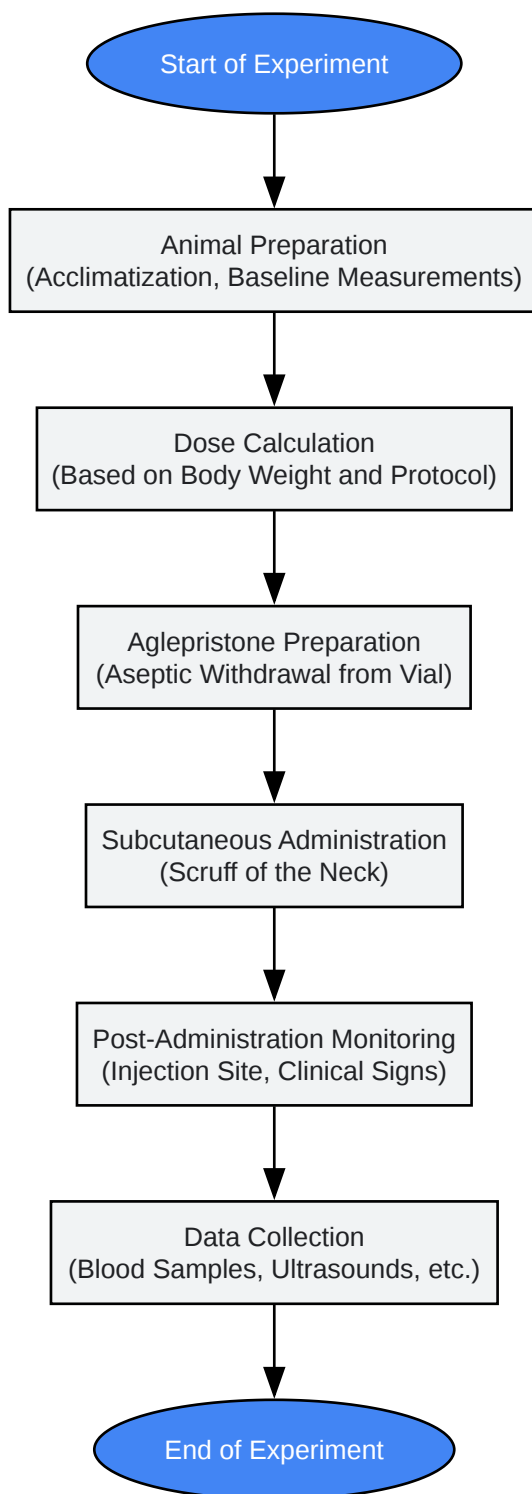 Start of Experiment
Animal Preparation
(Acclimatization, Baseline Measurements)
Dose Calculation
(Based on Body Weight and Protocol)
Aglepristone Preparation
(Aseptic Withdrawal from Vial)
Subcutaneous Administration
(Scruff of the Neck)
Post-Administration Monitoring
(Injection Site, Clinical Signs)
Data Collection
(Blood Samples, Ultrasounds, etc.)
End of Experiment